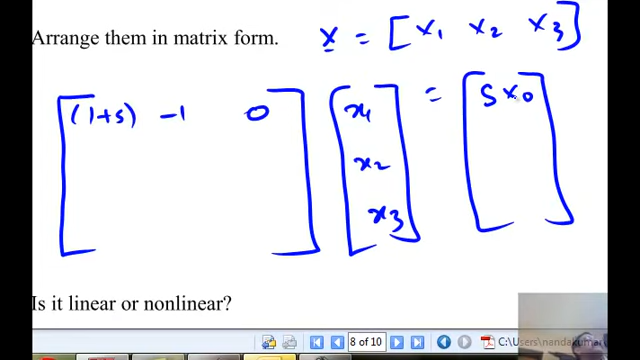 Arrange them in matrix form. x = [ x1 x2 x3 ]
[ (1+s) -1 0 ] [ x1 x2 x3 ] = [ S x0 ]
Is it linear or nonlinear?
8 of 10 C:\Users\nandakumar